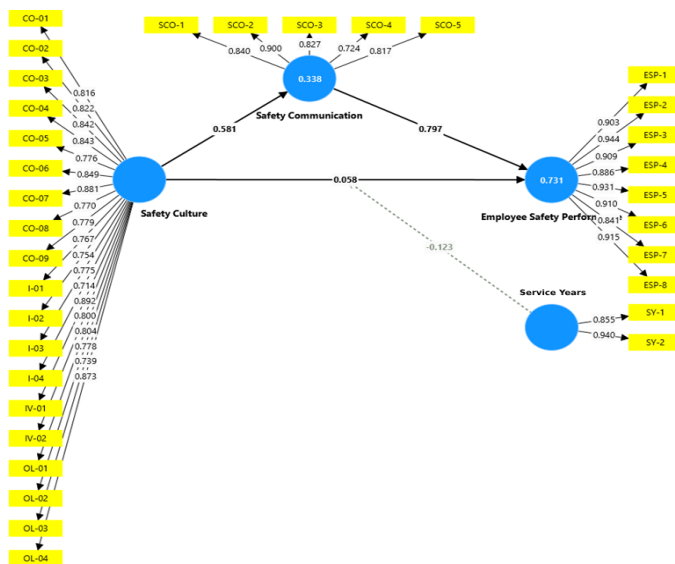 CO-01
CO-02
CO-03
CO-04
CO-05
CO-06
CO-07
CO-08
CO-09
I-01
I-02
I-03
I-04
IV-01
IV-02
OL-01
OL-02
OL-03
OL-04
0.816
0.822
0.842
0.843
0.776
0.849
0.881
0.770
0.779
0.767
0.754
0.775
0.714
0.892
0.800
0.804
0.778
0.739
0.873
Safety Culture
SCO-1
SCO-2
SCO-3
SCO-4
SCO-5
0.840
0.900
0.827
0.724
0.817
0.338
Safety Communication
0.581
0.797
0.058
-0.123
0.731
Employee Safety Perfor
ESP-1
ESP-2
ESP-3
ESP-4
ESP-5
ESP-6
ESP-7
ESP-8
0.903
0.944
0.909
0.886
0.931
0.910
0.841
0.915
Service Years
0.855
0.940
SY-1
SY-2